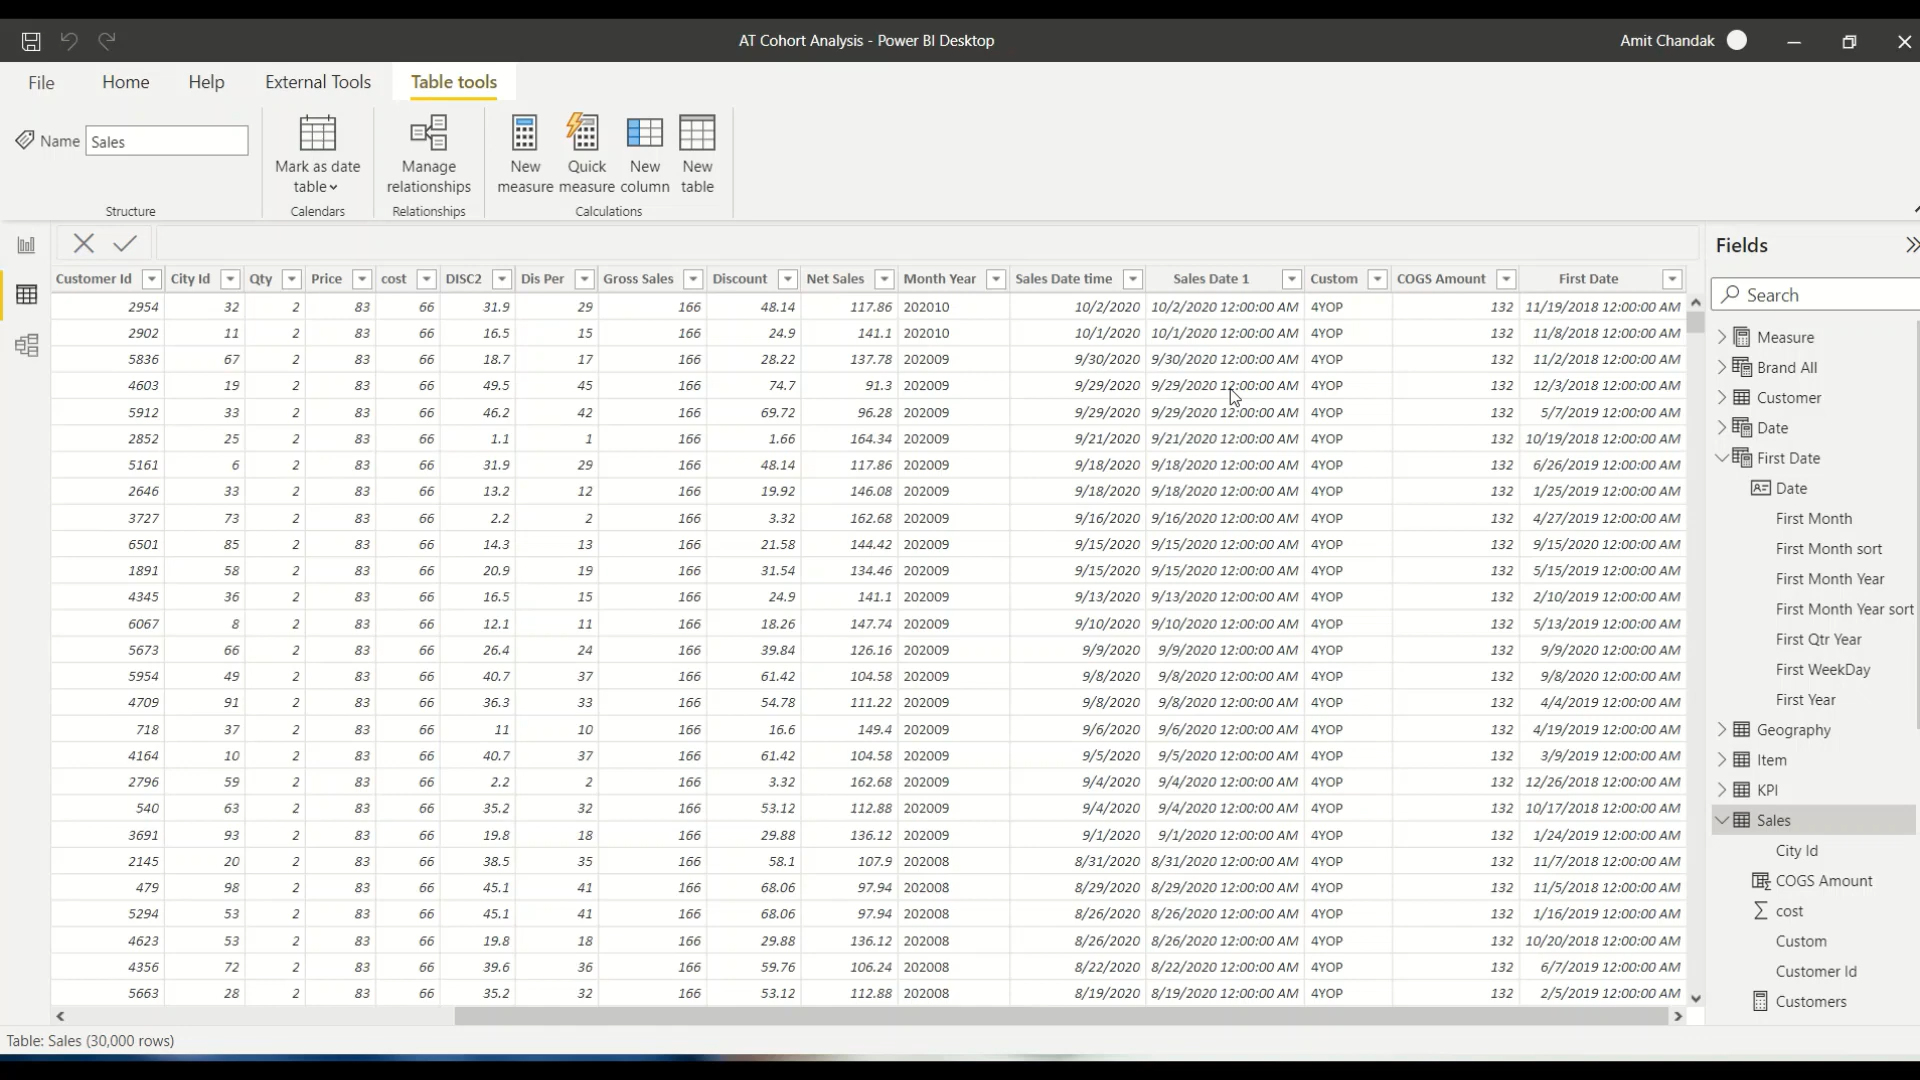 AT Cohort Analysis - Power BI Desktop
Amit Chandak
File Home Help External Tools Table tools
Name Sales
Mark as date table
Manage relationships
New measure
Quick measure
New column
New table
Structure Calendars Relationships Calculations
Customer Id City Id Qty Price cost DISC2 Dis Per Gross Sales Discount Net Sales Month Year Sales Date time Sales Date 1 Custom COGS Amount First Date
2954 32 2 83 66 31.9 29 166 48.14 117.86 202010 10/2/2020 10/2/2020 12:00:00 AM 4YOP 132 11/19/2018 12:00:00 AM
2902 11 2 83 66 16.5 15 166 24.9 141.1 202010 10/1/2020 10/1/2020 12:00:00 AM 4YOP 132 11/8/2018 12:00:00 AM
5836 67 2 83 66 18.7 17 166 28.22 137.78 202009 9/30/2020 9/30/2020 12:00:00 AM 4YOP 132 11/2/2018 12:00:00 AM
4603 19 2 83 66 49.5 45 166 74.7 91.3 202009 9/29/2020 9/29/2020 12:00:00 AM 4YOP 132 12/3/2018 12:00:00 AM
5912 33 2 83 66 46.2 42 166 69.72 96.28 202009 9/29/2020 9/29/2020 12:00:00 AM 4YOP 132 5/7/2019 12:00:00 AM
2852 25 2 83 66 1.1 1 166 1.66 164.34 202009 9/21/2020 9/21/2020 12:00:00 AM 4YOP 132 10/19/2018 12:00:00 AM
5161 6 2 83 66 31.9 29 166 48.14 117.86 202009 9/18/2020 9/18/2020 12:00:00 AM 4YOP 132 6/26/2019 12:00:00 AM
2646 33 2 83 66 13.2 12 166 19.92 146.08 202009 9/18/2020 9/18/2020 12:00:00 AM 4YOP 132 1/25/2019 12:00:00 AM
3727 73 2 83 66 2.2 2 166 3.32 162.68 202009 9/16/2020 9/16/2020 12:00:00 AM 4YOP 132 4/27/2019 12:00:00 AM
6501 85 2 83 66 14.3 13 166 21.58 144.42 202009 9/15/2020 9/15/2020 12:00:00 AM 4YOP 132 9/15/2020 12:00:00 AM
1891 58 2 83 66 20.9 19 166 31.54 134.46 202009 9/15/2020 9/15/2020 12:00:00 AM 4YOP 132 5/15/2019 12:00:00 AM
4345 36 2 83 66 16.5 15 166 24.9 141.1 202009 9/13/2020 9/13/2020 12:00:00 AM 4YOP 132 2/10/2019 12:00:00 AM
6067 8 2 83 66 12.1 11 166 18.26 147.74 202009 9/10/2020 9/10/2020 12:00:00 AM 4YOP 132 5/13/2019 12:00:00 AM
5673 66 2 83 66 26.4 24 166 39.84 126.16 202009 9/9/2020 9/9/2020 12:00:00 AM 4YOP 132 9/9/2020 12:00:00 AM
5954 49 2 83 66 40.7 37 166 61.42 104.58 202009 9/8/2020 9/8/2020 12:00:00 AM 4YOP 132 9/8/2020 12:00:00 AM
4709 91 2 83 66 36.3 33 166 54.78 111.22 202009 9/8/2020 9/8/2020 12:00:00 AM 4YOP 132 4/4/2019 12:00:00 AM
718 37 2 83 66 11 10 166 16.6 149.4 202009 9/6/2020 9/6/2020 12:00:00 AM 4YOP 132 4/19/2019 12:00:00 AM
4164 10 2 83 66 40.7 37 166 61.42 104.58 202009 9/5/2020 9/5/2020 12:00:00 AM 4YOP 132 3/9/2019 12:00:00 AM
2796 59 2 83 66 2.2 2 166 3.32 162.68 202009 9/4/2020 9/4/2020 12:00:00 AM 4YOP 132 12/26/2018 12:00:00 AM
540 63 2 83 66 35.2 32 166 53.12 112.88 202009 9/4/2020 9/4/2020 12:00:00 AM 4YOP 132 10/17/2018 12:00:00 AM
3691 93 2 83 66 19.8 18 166 29.88 136.12 202009 9/1/2020 9/1/2020 12:00:00 AM 4YOP 132 1/24/2019 12:00:00 AM
2145 20 2 83 66 38.5 35 166 58.1 107.9 202008 8/31/2020 8/31/2020 12:00:00 AM 4YOP 132 11/7/2018 12:00:00 AM
479 98 2 83 66 45.1 41 166 68.06 97.94 202008 8/29/2020 8/29/2020 12:00:00 AM 4YOP 132 11/5/2018 12:00:00 AM
5294 53 2 83 66 45.1 41 166 68.06 97.94 202008 8/26/2020 8/26/2020 12:00:00 AM 4YOP 132 1/16/2019 12:00:00 AM
4623 53 2 83 66 19.8 18 166 29.88 136.12 202008 8/26/2020 8/26/2020 12:00:00 AM 4YOP 132 10/20/2018 12:00:00 AM
4356 72 2 83 66 39.6 36 166 59.76 106.24 202008 8/22/2020 8/22/2020 12:00:00 AM 4YOP 132 6/7/2019 12:00:00 AM
5663 28 2 83 66 35.2 32 166 53.12 112.88 202008 8/19/2020 8/19/2020 12:00:00 AM 4YOP 132 2/5/2019 12:00:00 AM
Fields
Search
Measure
Brand All
Customer
Date
First Date
Date
First Month
First Month sort
First Month Year
First Month Year sort
First Qtr Year
First WeekDay
First Year
Geography
Item
KPI
Sales
City Id
COGS Amount
cost
Custom
Customer Id
Customers
Table: Sales (30,000 rows)